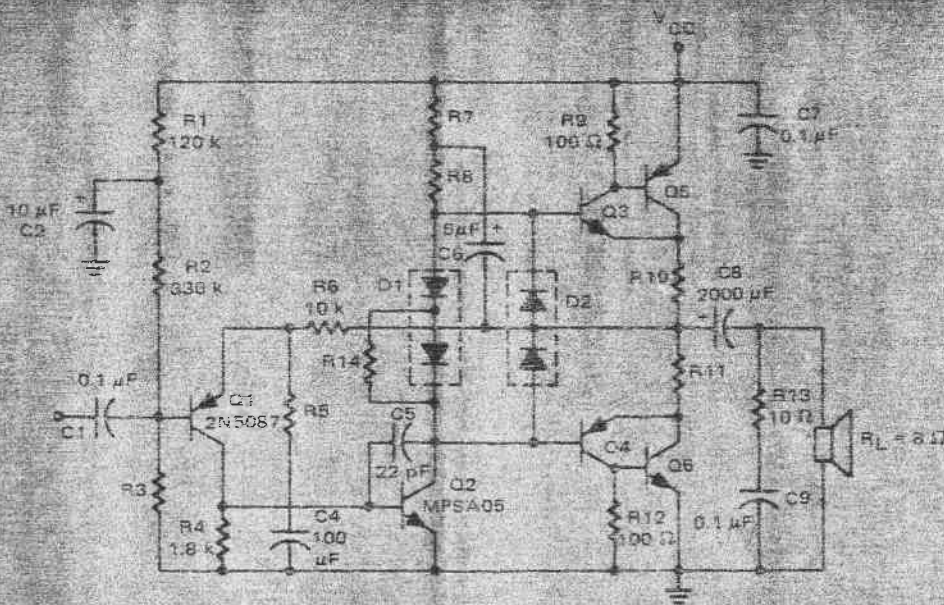 VCC
R1
120 k
R7
R9
100 Ω
C7
0.1 µF
10 µF
C2
R8
Q3
Q5
5µF
C6
R2
330 k
R6
10 k
D1
D2
R10
C8
2000 µF
R14
R11
0.1 µF
C1
Q1
2N5087
R5
C5
22 pF
R13
10 Ω
RL = 8 Ω
Q4
Q6
Q2
MPSA05
R3
R4
1.8 k
C4
100
µF
R12
100 Ω
0.1 µF
C9